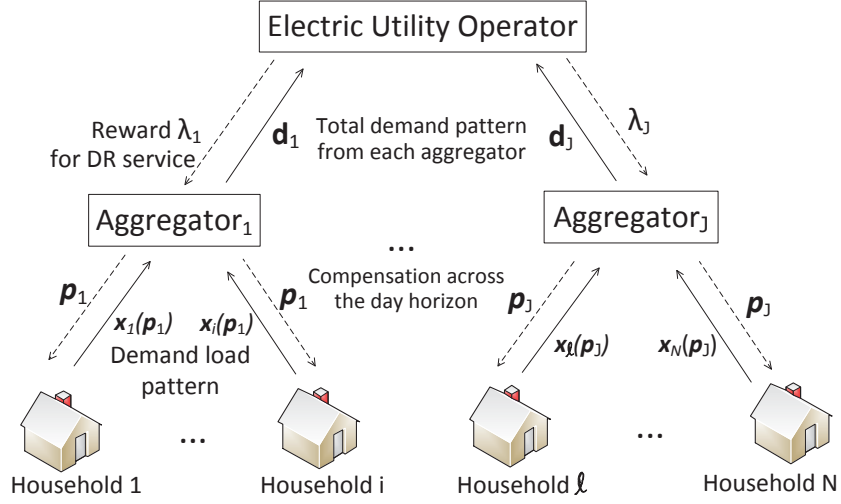 Electric Utility Operator
Reward λ₁
for DR service
d₁
Total demand pattern
from each aggregator
d_J
λ_J
Aggregator₁
...
Aggregator_J
p₁
x₁(p₁)
xᵢ(p₁)
p₁
Compensation across
the day horizon
p_J
x_ℓ(p_J)
x_N(p_J)
p_J
Demand load
pattern
...
...
Household 1
Household i
Household ℓ
Household N